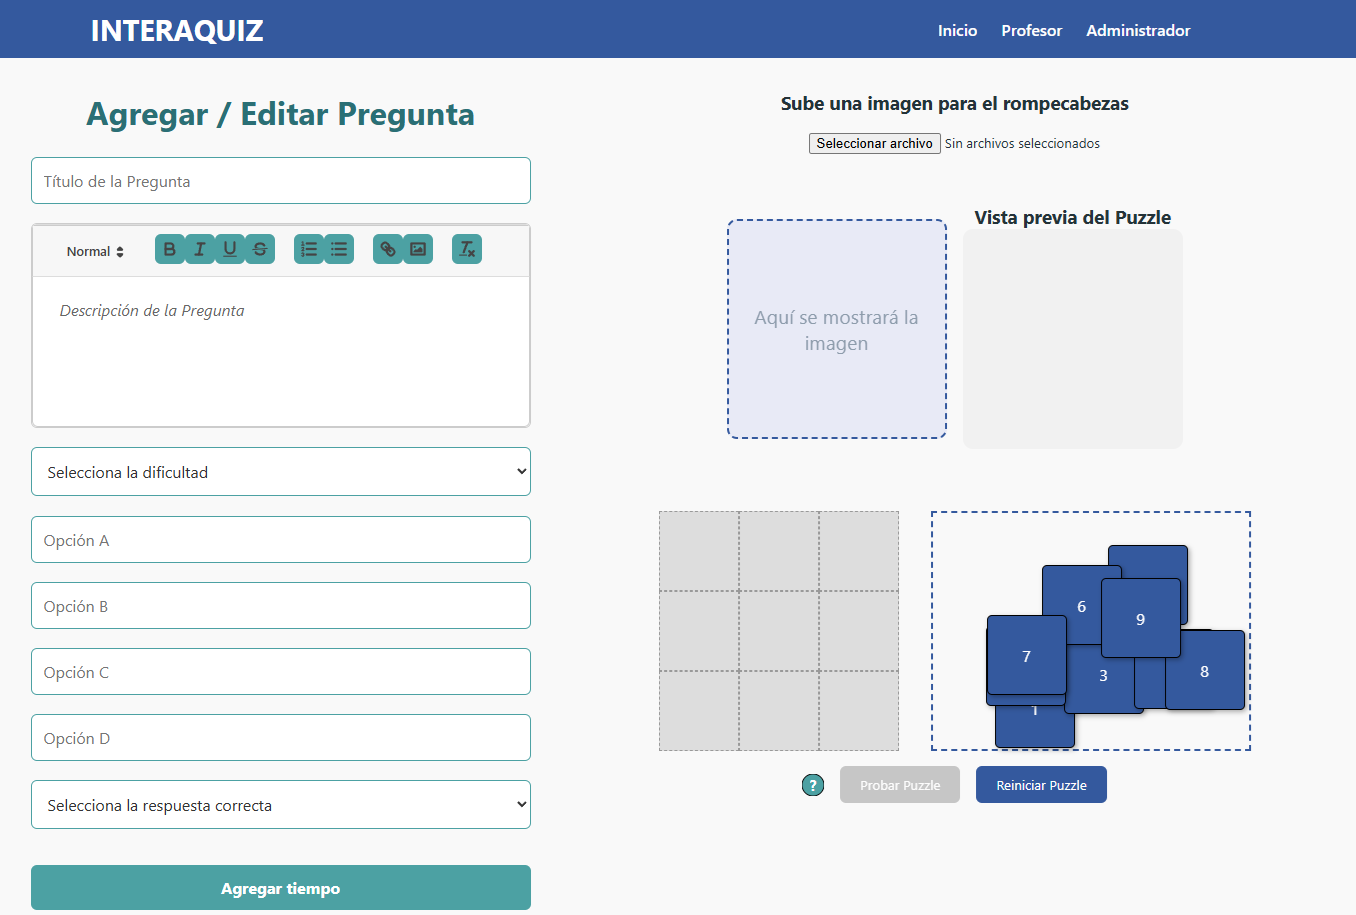 INTERAQUIZ
Inicio Profesor Administrador
Agregar / Editar Pregunta
Título de la Pregunta
Normal
Descripción de la Pregunta
Selecciona la dificultad
Opción A
Opción B
Opción C
Opción D
Selecciona la respuesta correcta
Agregar tiempo
Sube una imagen para el rompecabezas
Seleccionar archivo Sin archivos seleccionados
Aquí se mostrará la
imagen
Vista previa del Puzzle
6
9
7
3
8
1
? Probar Puzzle Reiniciar Puzzle